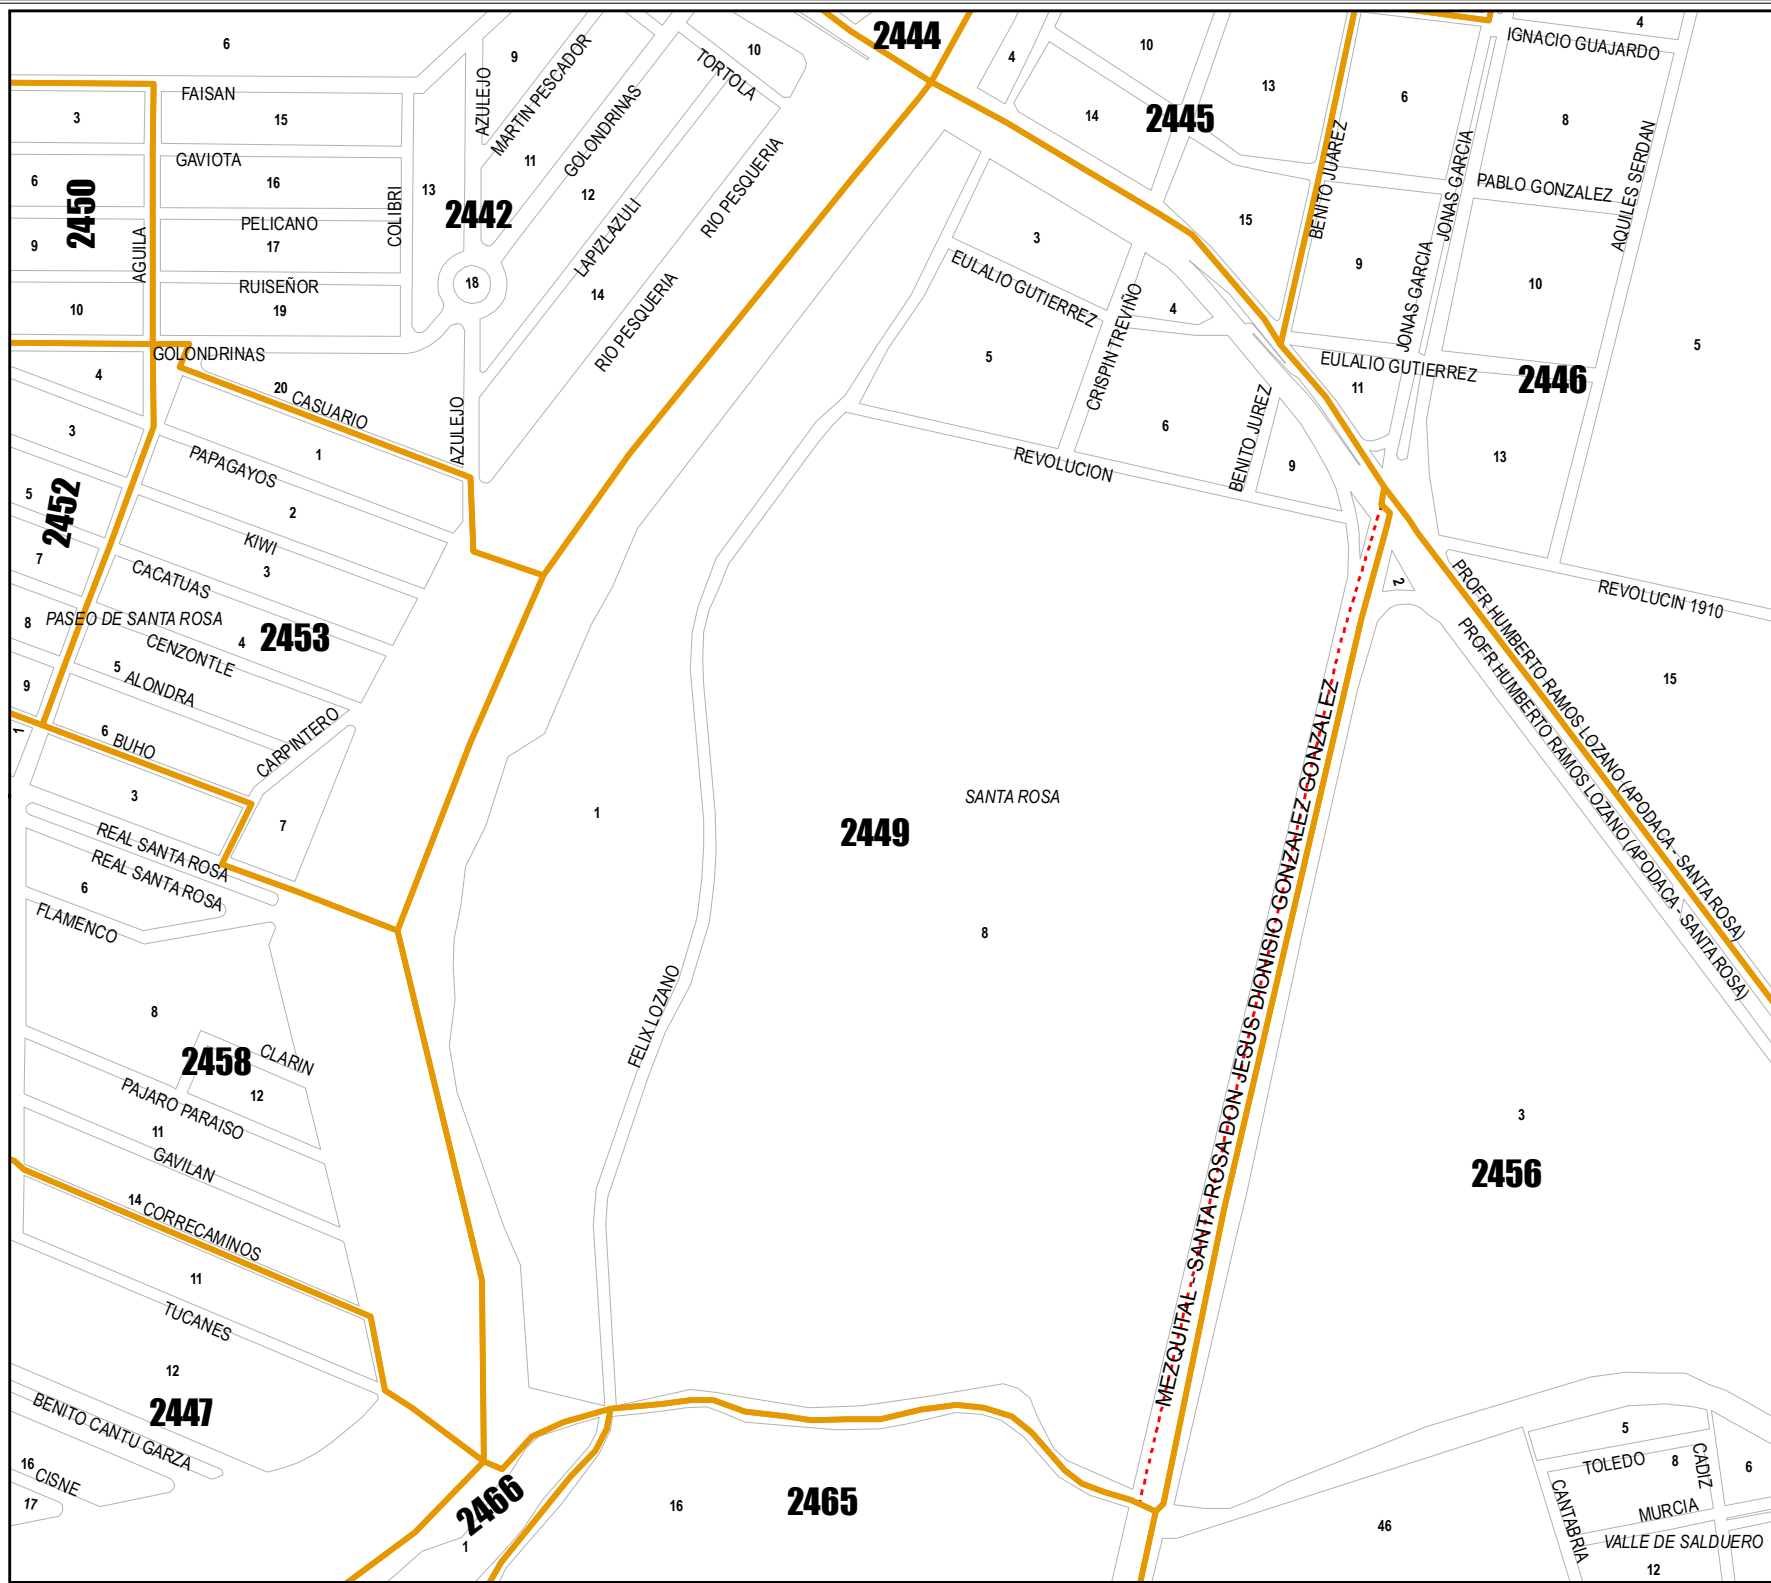 2444
4
6
9
10
4
10
IGNACIO GUAJARDO
MARTIN PESCADOR
TORTOLA
13
6
FAISAN
AZULEJO
GOLONDRINAS
8
3
15
14
2445
BENITO JUAREZ
JONAS GARCIA
AQUILES SERDAN
GAVIOTA
11
RIO PESQUERIA
6
16
13
12
PABLO GONZALEZ
2450
COLIBRI
2442
LAPIZLAZULI
15
PELICANO
9
17
AGUILA
3
9
EULALIO GUTIERREZ
RUISEÑOR
18
14
10
JONAS GARCIA
10
19
RIO PESQUERIA
CRISPIN TREVIÑO
4
GOLONDRINAS
5
5
EULALIO GUTIERREZ
4
20
CASUARIO
2446
11
AZULEJO
BENITO JUREZ
3
1
6
PAPAGAYOS
REVOLUCION
9
13
5
2452
2
KIWI
7
3
CACATUAS
2
REVOLUCIN 1910
8
PASEO DE SANTA ROSA
4
2453
CENZONTLE
5
PROFR HUMBERTO RAMOS LOZANO (APODACA - SANTA ROSA)
PROFR HUMBERTO RAMOS LOZANO (APODACA - SANTA ROSA)
9
ALONDRA
15
1
6
BUHO
CARPINTERO
3
7
1
SANTA ROSA
2449
REAL SANTA ROSA
REAL SANTA ROSA
6
FLAMENCO
8
8
FELIX LOZANO
2458
CLARIN
12
PAJARO PARAISO
11
3
GAVILAN
2456
14
CORRECAMINOS
MEZQUITAL - SANTA ROSA DON JESUS DIONISIO GONZALEZ GONZALEZ
11
TUCANES
12
2447
BENITO CANTU GARZA
5
16
CISNE
TOLEDO
8
CADIZ
6
17
2466
16
2465
CANTABRIA
MURCIA
46
1
VALLE DE SALDUERO
12